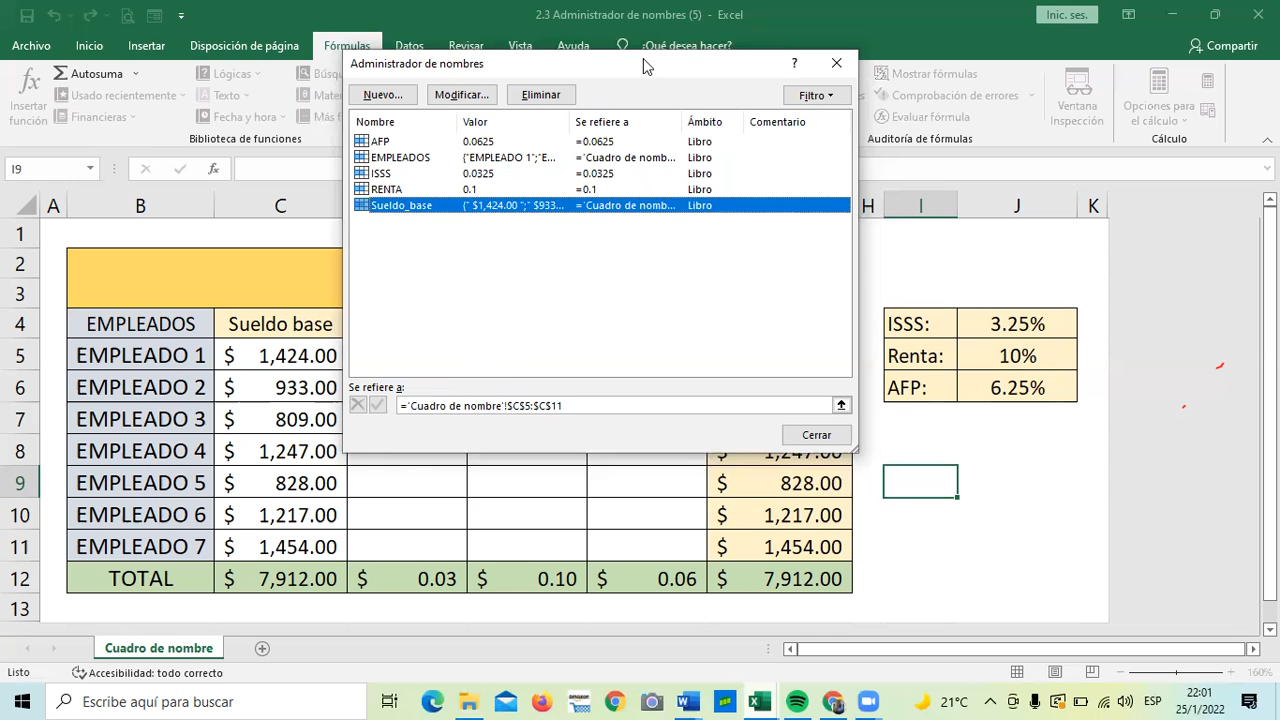 2.3 Administrador de nombres (5) - Excel
Inic. ses.
Archivo Inicio Insertar Disposición de página Fórmulas Datos Revisar Vista Ayuda ¿Qué desea hacer? Compartir
Insertar función
Autosuma
Usado recientemente
Financieras
Lógicas
Texto
Fecha y hora
Biblioteca de funciones
Mostrar fórmulas
Comprobación de errores
Evaluar fórmula
Auditoría de fórmulas
Ventana Inspección
Opciones para el cálculo
Cálculo
I9
fx
Administrador de nombres
?
Nuevo... Modificar... Eliminar Filtro
Nombre Valor Se refiere a Ámbito Comentario
AFP 0.0625 =0.0625 Libro
EMPLEADOS {"EMPLEADO 1";"E... ='Cuadro de nomb... Libro
ISSS 0.0325 =0.0325 Libro
RENTA 0.1 =0.1 Libro
Sueldo_base {" $1,424.00 ";" $933... ='Cuadro de nomb... Libro
Se refiere a:
='Cuadro de nombre'!$C$5:$C$11
Cerrar
A B C H I J K
1
2
3
4 EMPLEADOS Sueldo base ISSS: 3.25%
5 EMPLEADO 1 $ 1,424.00 Renta: 10%
6 EMPLEADO 2 $ 933.00 AFP: 6.25%
7 EMPLEADO 3 $ 809.00
8 EMPLEADO 4 $ 1,247.00 1,247.00
9 EMPLEADO 5 $ 828.00 $ 828.00
10 EMPLEADO 6 $ 1,217.00 $ 1,217.00
11 EMPLEADO 7 $ 1,454.00 $ 1,454.00
12 TOTAL $ 7,912.00 $ 0.03 $ 0.10 $ 0.06 $ 7,912.00
13
Cuadro de nombre
Listo Accesibilidad: todo correcto 160%
Escribe aquí para buscar
21°C
ESP
22:01
25/1/2022